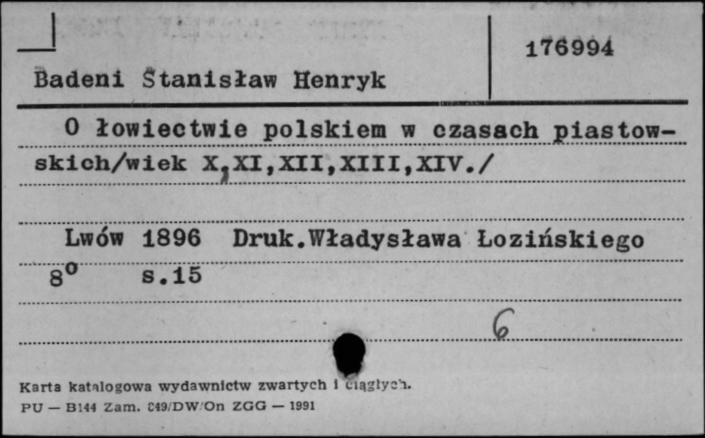 176994
Badeni Stanisław Henryk
O łowiectwie polskiem w czasach piastow-
skich/wiek X,XI,XII,XIII,XIV./
Lwów 1896 Druk.Władysława Łozińskiego
8° s.15
6
Karta katalogowa wydawnictw zwartych i ciągłych.
PU — B144 Zam. 849/DW/On ZGG — 1991